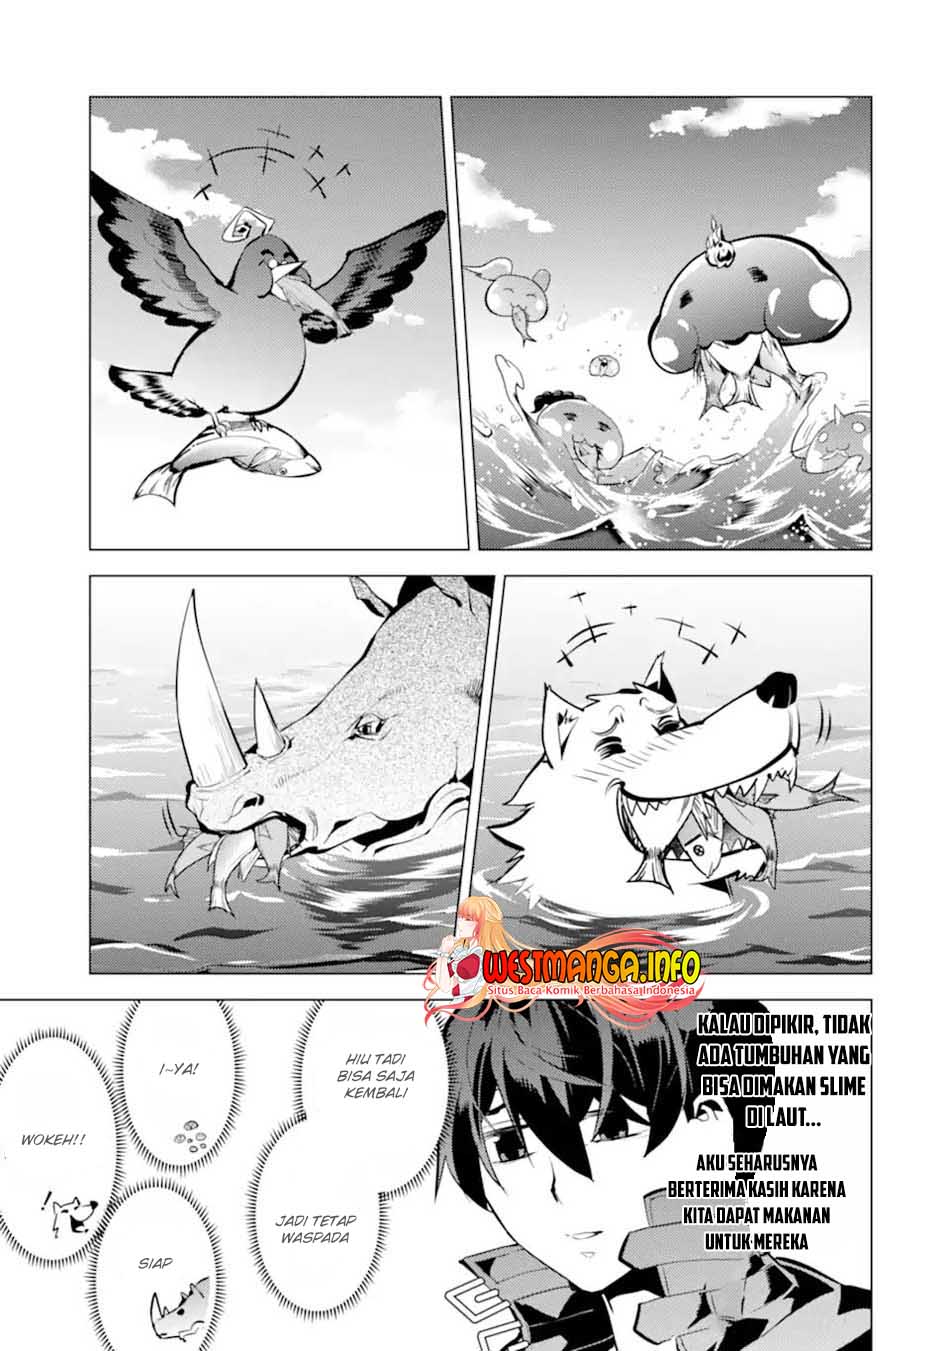 WESTMANGA.INFO
Situs Baca Komik Berbahasa Indonesia
KALAU DIPIKIR, TIDAK
ADA TUMBUHAN YANG
BISA DIMAKAN SLIME
DI LAUT...
AKU SEHARUSNYA
BERTERIMA KASIH KARENA
KITA DAPAT MAKANAN
UNTUK MEREKA
HIU TADI
BISA SAJA
KEMBALI
JADI TETAP
WASPADA
I~YA!
SIAP
WOKEH!!
!